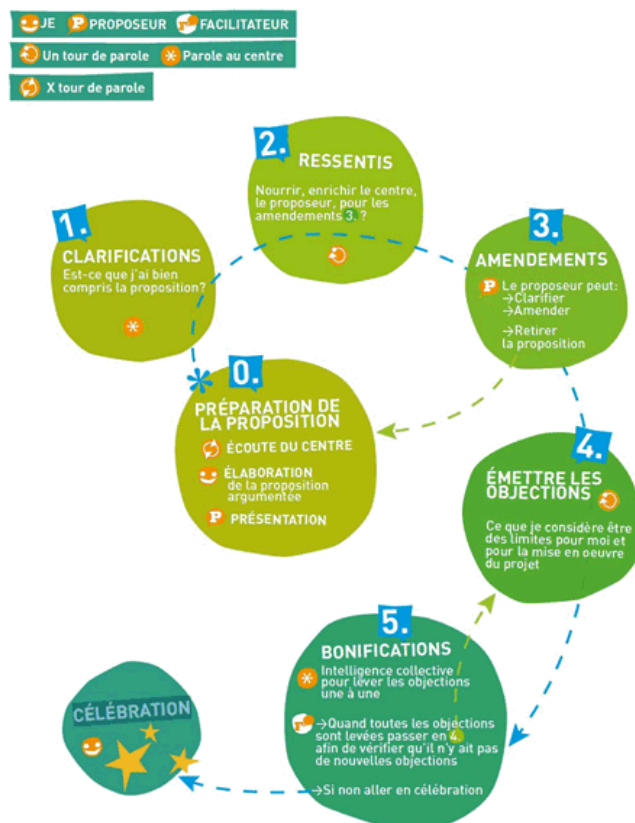 JE P PROPOSEUR FACILITATEUR
Un tour de parole * Parole au centre
X tour de parole
1.
CLARIFICATIONS
Est-ce que j'ai bien
compris la proposition?
2.
RESSENTIS
Nourrir, enrichir le centre,
le proposeur, pour les
amendements 3. ?
3.
AMENDEMENTS
P Le proposeur peut:
→Clarifier
→Amender
→Retirer
la proposition
0.
PRÉPARATION DE
LA PROPOSITION
ÉCOUTE DU CENTRE
ÉLABORATION
de la proposition
argumentée
P PRÉSENTATION
4.
ÉMETTRE LES
OBJECTIONS
Ce que je considère être
des limites pour moi et
pour la mise en oeuvre
du projet
5.
BONIFICATIONS
Intelligence collective
pour lever les objections
une à une
→Quand toutes les objections
sont levées passer en 4.
afin de vérifier qu'il n'y ait pas
de nouvelles objections
→Si non aller en célébration
CÉLÉBRATION